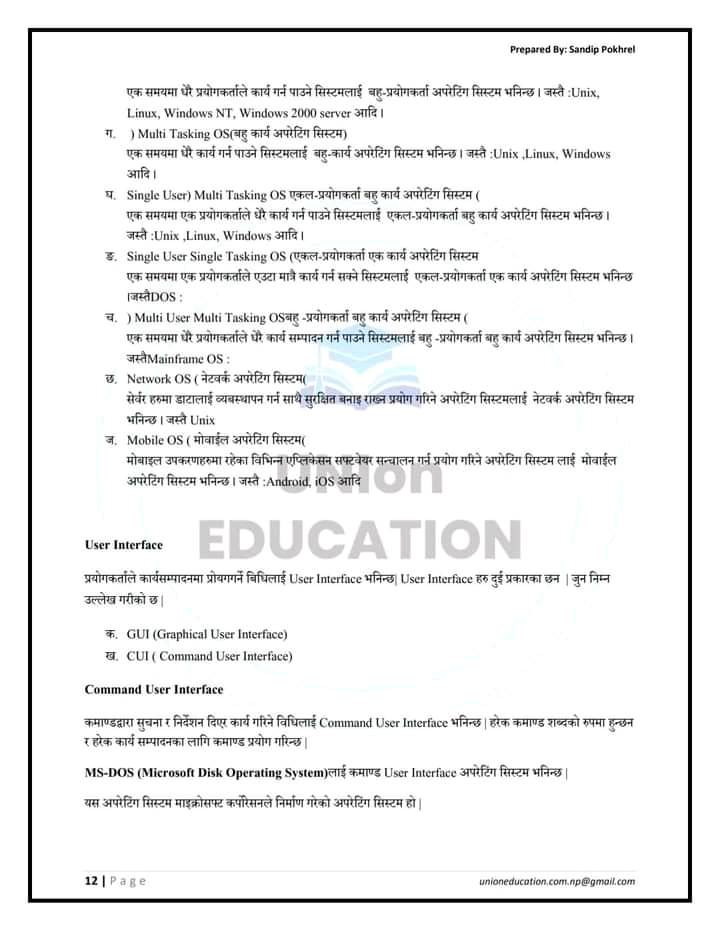 Prepared By: Sandip Pokhrel
एक समयमा धेरै प्रयोगकर्ताले कार्य गर्न पाउने सिस्टमलाई बहु-प्रयोगकर्ता अपरेटिंग सिस्टम भनिन्छ। जस्तै :Unix,
Linux, Windows NT, Windows 2000 server आदि।
ग. ) Multi Tasking OS(बहु कार्य अपरेटिंग सिस्टम)
एक समयमा धेरै कार्य गर्न पाउने सिस्टमलाई बहु-कार्य अपरेटिंग सिस्टम भनिन्छ। जस्तै :Unix ,Linux, Windows
आदि।
घ. Single User) Multi Tasking OS एकल-प्रयोगकर्ता बहु कार्य अपरेटिंग सिस्टम (
एक समयमा एक प्रयोगकर्ताले धेरै कार्य गर्न पाउने सिस्टमलाई एकल-प्रयोगकर्ता बहु कार्य अपरेटिंग सिस्टम भनिन्छ।
जस्तै :Unix ,Linux, Windows आदि।
ङ. Single User Single Tasking OS (एकल-प्रयोगकर्ता एक कार्य अपरेटिंग सिस्टम
एक समयमा एक प्रयोगकर्ताले एउटा मात्रै कार्य गर्न सक्ने सिस्टमलाई एकल-प्रयोगकर्ता एक कार्य अपरेटिंग सिस्टम भनिन्छ
।जस्तैDOS :
च. ) Multi User Multi Tasking OSबहु -प्रयोगकर्ता बहु कार्य अपरेटिंग सिस्टम (
एक समयमा धेरै प्रयोगकर्ताले धेरै कार्य सम्पादन गर्न पाउने सिस्टमलाई बहु -प्रयोगकर्ता बहु कार्य अपरेटिंग सिस्टम भनिन्छ।
जस्तैMainframe OS :
छ. Network OS ( नेटवर्क अपरेटिंग सिस्टम(
सेर्वर हरुमा डाटालाई व्यबस्थापन गर्न साथै सुरक्षित बनाइ राख्न प्रयोग गरिने अपरेटिंग सिस्टमलाई नेटवर्क अपरेटिंग सिस्टम
भनिन्छ। जस्तै Unix
ज. Mobile OS ( मोवाईल अपरेटिंग सिस्टम(
मोबाइल उपकरणहरुमा रहेका विभिन्न एप्लिकेसन सफ्टवेयर सन्चालन गर्न प्रयोग गरिने अपरेटिंग सिस्टम लाई मोवाईल
अपरेटिंग सिस्टम भनिन्छ। जस्तै :Android, iOS आदि
UNion
EDUCATION
User Interface
प्रयोगकर्ताले कार्यसम्पादनमा प्रोयगगर्ने बिधिलाई User Interface भनिन्छ| User Interface हरु दुई प्रकारका छन | जुन निम्न
उल्लेख गरीको छ|
क. GUI (Graphical User Interface)
ख. CUI ( Command User Interface)
Command User Interface
कमाण्डद्वारा सुचना र निर्देशन दिएर कार्य गरिने विधिलाई Command User Interface भनिन्छ| हरेक कमाण्ड शब्दको रुपमा हुन्छन
र हरेक कार्य सम्पादनका लागि कमाण्ड प्रयोग गरिन्छ|
MS-DOS (Microsoft Disk Operating System)लाई कमाण्ड User Interface अपरेटिंग सिस्टम भनिन्छ|
यस अपरेटिंग सिस्टम माइक्रोसफ्ट कर्पोरेसनले निर्माण गरेको अपरेटिंग सिस्टम हो|
12 | Page
unioneducation.com.np@gmail.com